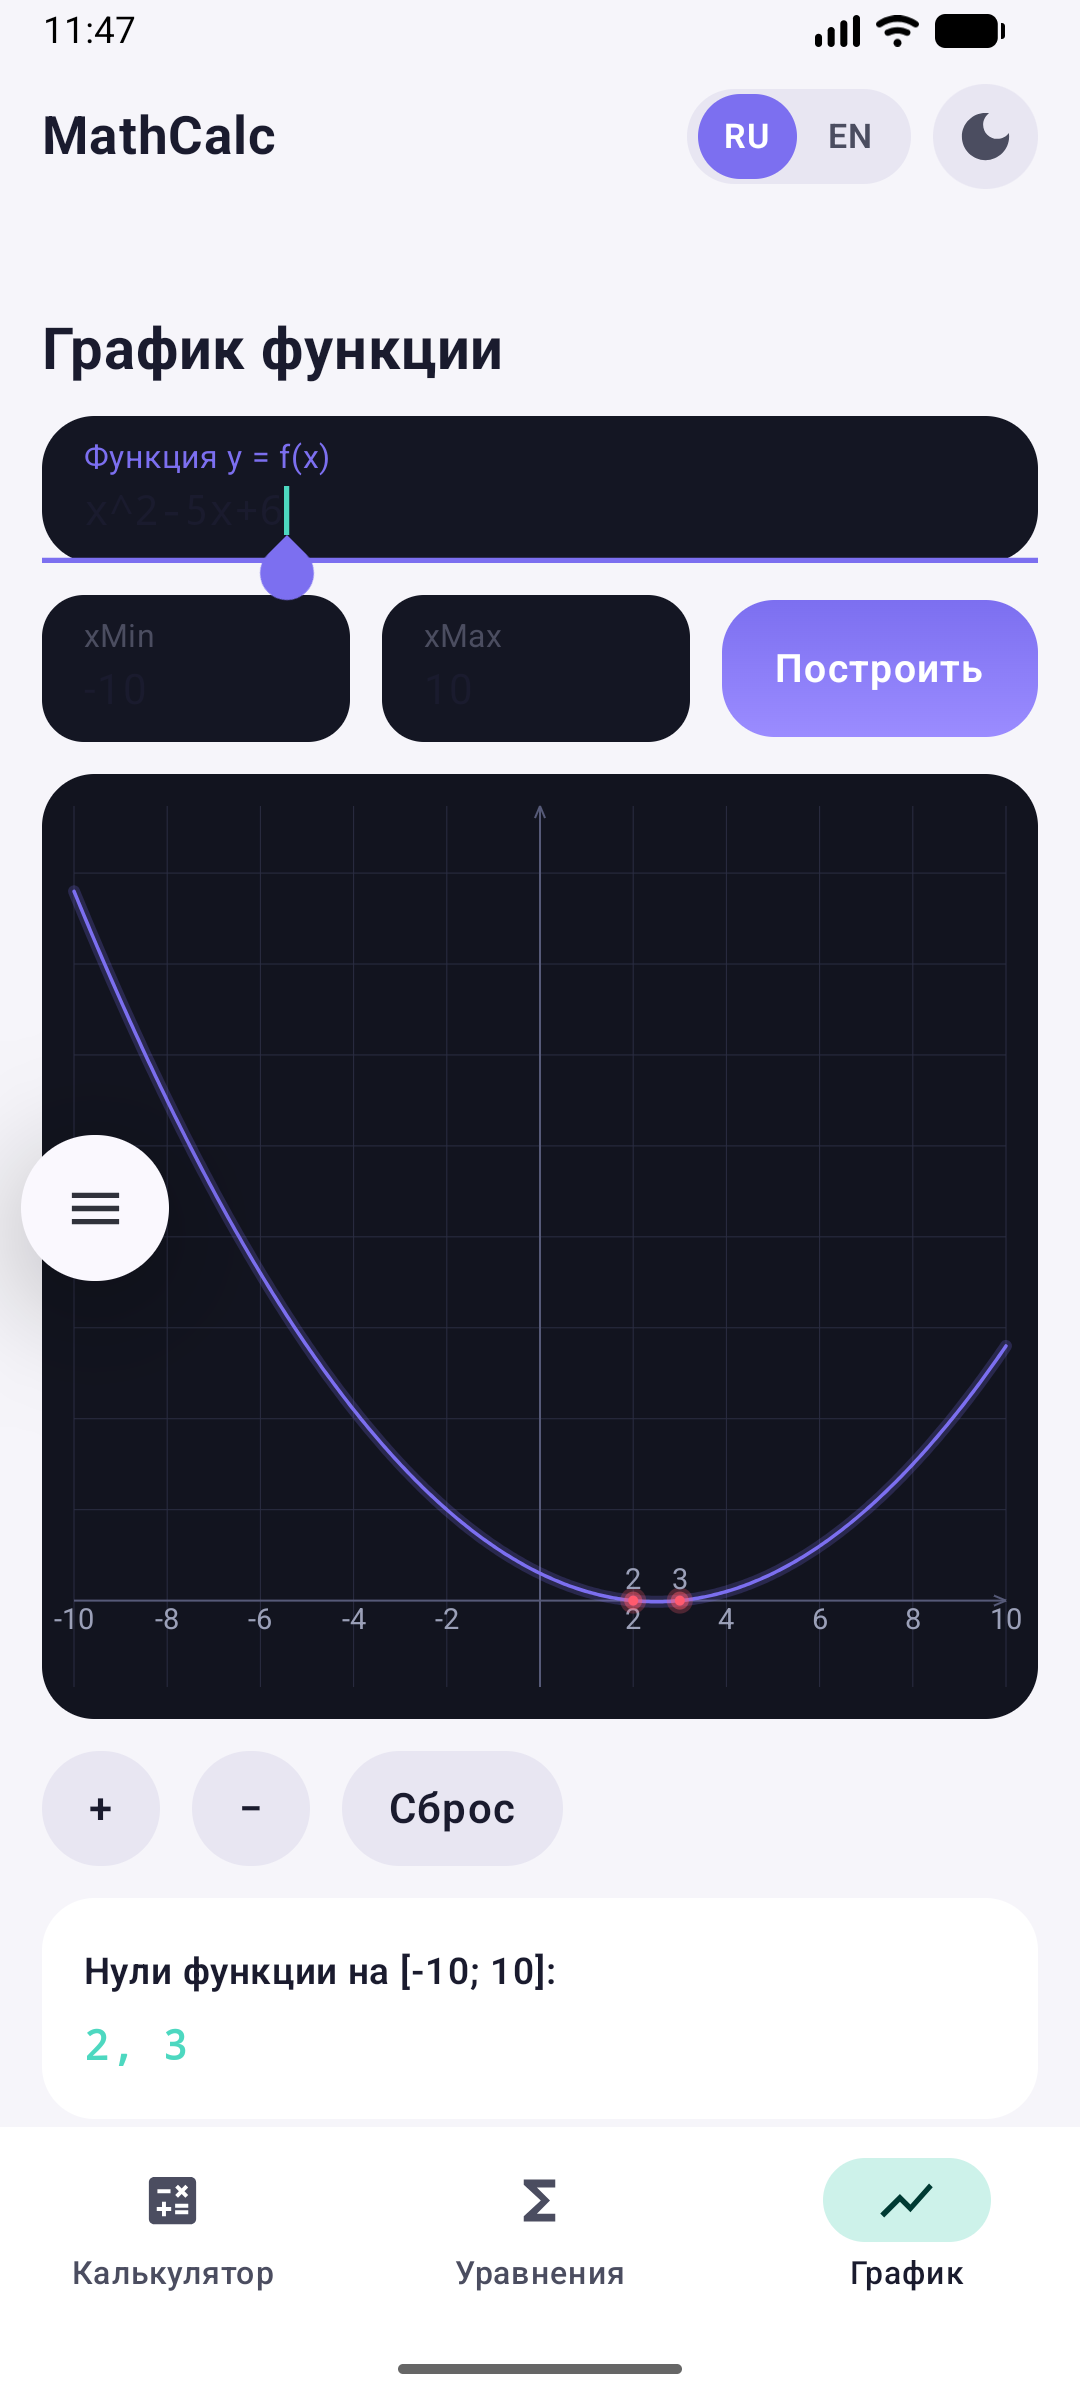 11:47
MathCalc
RU EN
График функции
Функция y = f(x)
x^2-5x+6
xMin xMax
-10 10
Построить
2 3
-10 -8 -6 -4 -2 2 4 6 8 10
+ − Сброс
Нули функции на [-10; 10]:
2, 3
Калькулятор Уравнения График